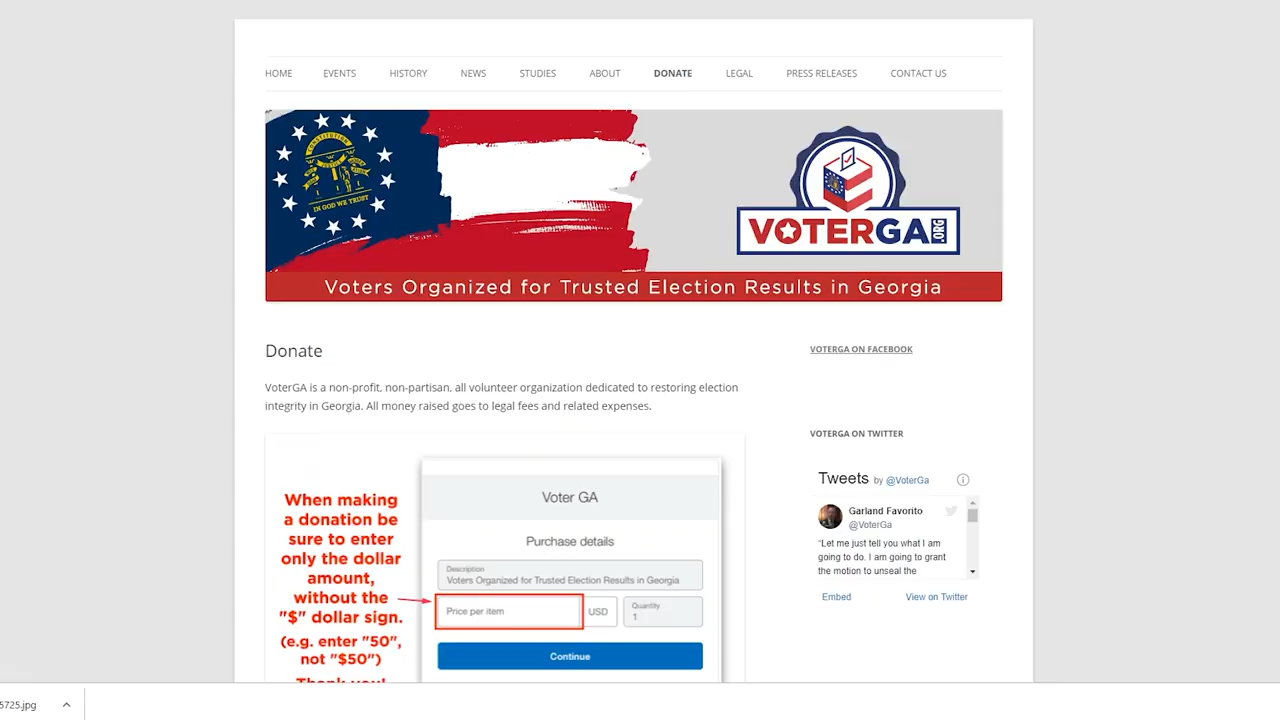 HOME EVENTS HISTORY NEWS STUDIES ABOUT DONATE LEGAL PRESS RELEASES CONTACT US
CONSTITUTION
IN GOD WE TRUST
VOTERGA.ORG
Voters Organized for Trusted Election Results in Georgia
Donate
VoterGA is a non-profit, non-partisan, all volunteer organization dedicated to restoring election
integrity in Georgia. All money raised goes to legal fees and related expenses.
When making
a donation be
sure to enter
only the dollar
amount,
without the
"$" dollar sign.
(e.g. enter "50",
not "$50")
Thank you!
Voter GA
Purchase details
Description
Voters Organized for Trusted Election Results in Georgia
Price per item USD
Quantity
1
Continue
VOTERGA ON FACEBOOK
VOTERGA ON TWITTER
Tweets by @VoterGa
Garland Favorito
@VoterGa
"Let me just tell you what I am
going to do. I am going to grant
the motion to unseal the
Embed View on Twitter
5725.jpg